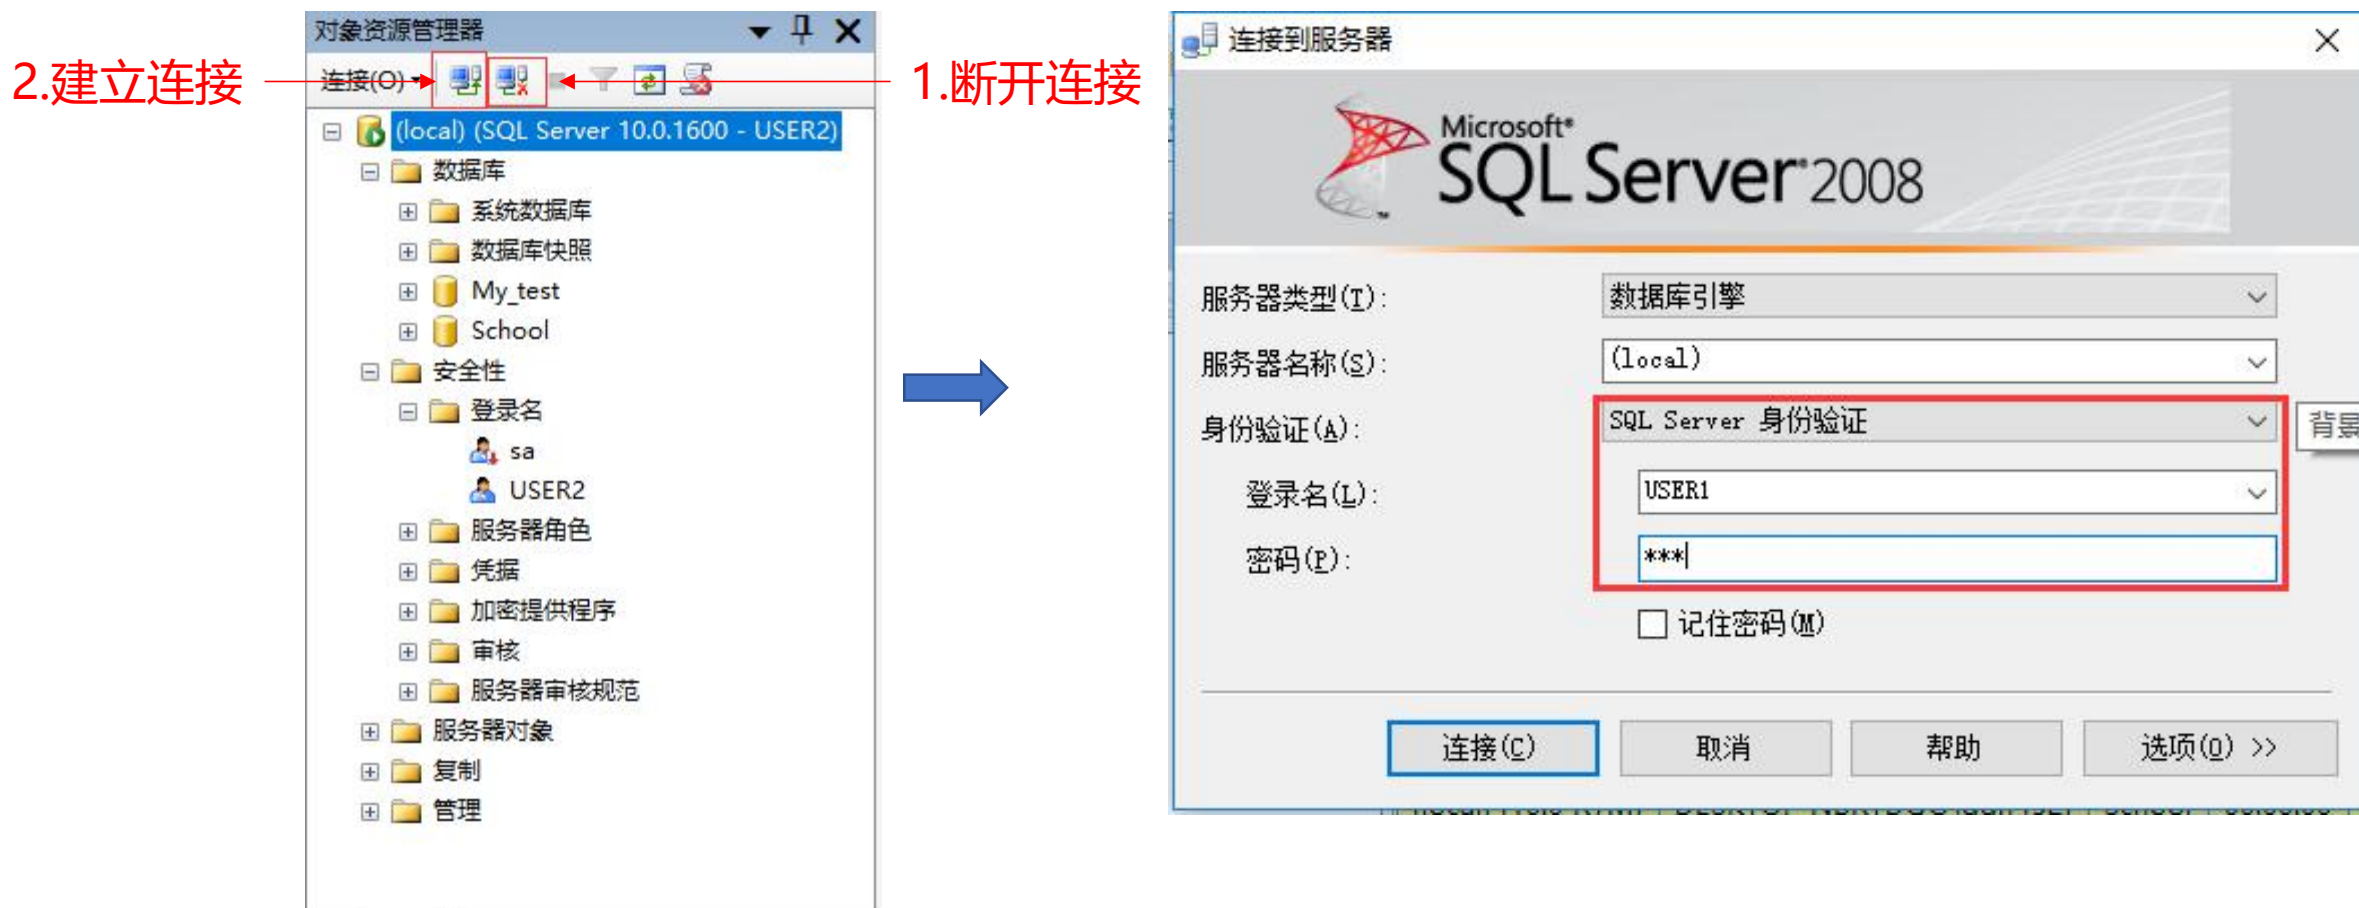 对象资源管理器
2.建立连接
连接(O)
1.断开连接
(local) (SQL Server 10.0.1600 - USER2)
数据库
系统数据库
数据库快照
My_test
School
安全性
登录名
sa
USER2
服务器角色
凭据
加密提供程序
审核
服务器审核规范
服务器对象
复制
管理
连接到服务器
Microsoft
SQL Server 2008
服务器类型(T):
数据库引擎
服务器名称(S):
(local)
身份验证(A):
SQL Server 身份验证
背景
登录名(L):
USER1
密码(P):
***
记住密码(M)
连接(C)
取消
帮助
选项(O) >>